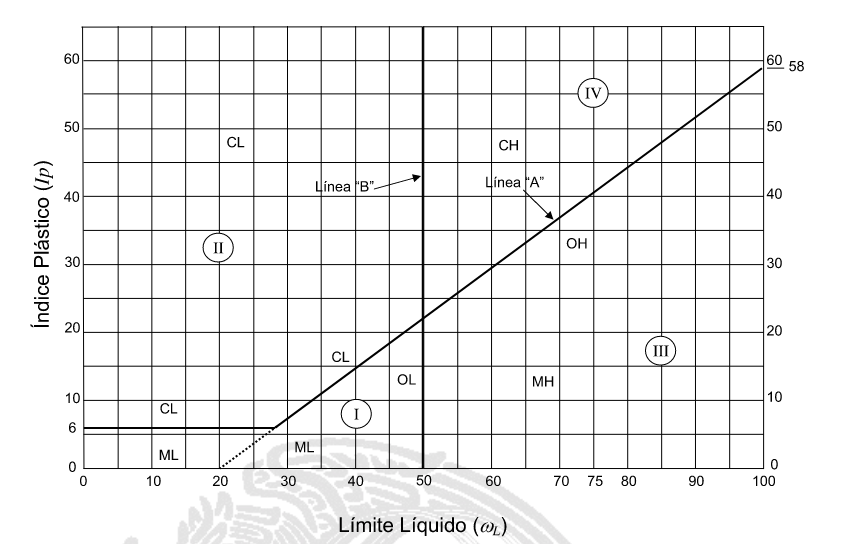 60
60
58
IV
50
CL
CH
50
Línea “B”
Línea “A”
40
40
Índice Plástico (Ip)
II
OH
30
30
20
20
CL
III
OL
MH
10
CL
I
10
6
ML
ML
0
0
0
10
20
30
40
50
60
70
75
80
90
100
Límite Líquido (ωL)